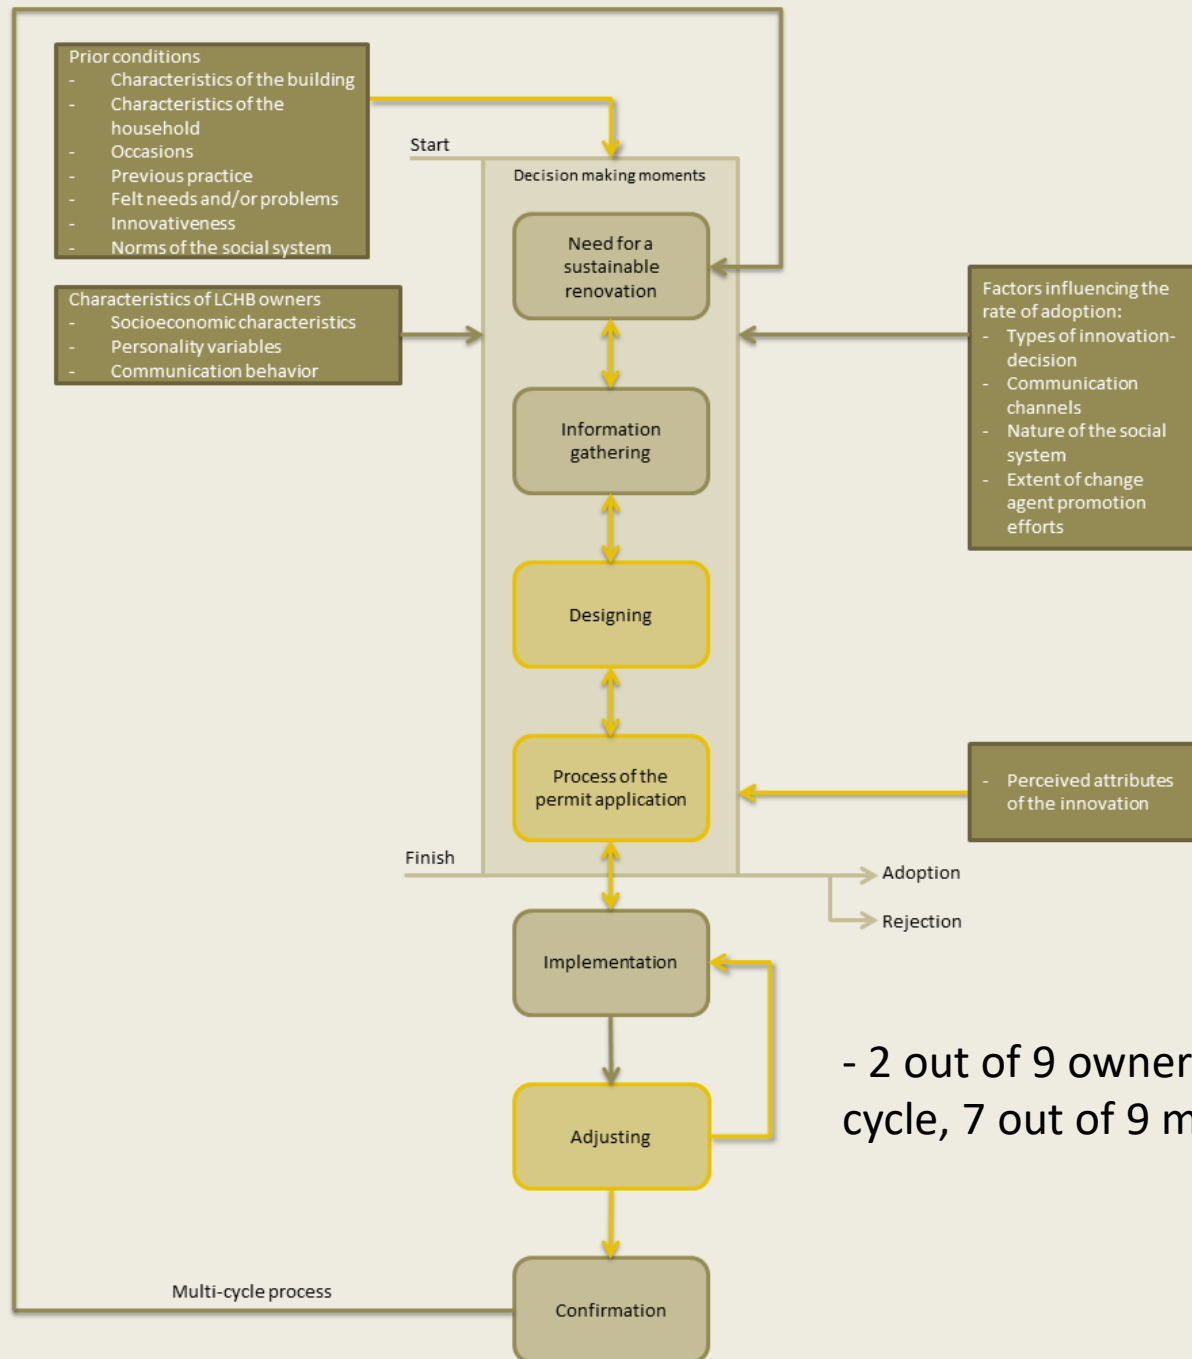 Prior conditions
- Characteristics of the building
- Characteristics of the
household
- Occasions
- Previous practice
- Felt needs and/or problems
- Innovativeness
- Norms of the social system
Start
Decision making moments
Need for a
sustainable
renovation
Characteristics of LCHB owners
- Socioeconomic characteristics
- Personality variables
- Communication behavior
Factors influencing the
rate of adoption:
- Types of innovation-
decision
- Communication
channels
- Nature of the social
system
- Extent of change
agent promotion
efforts
Information
gathering
Designing
Process of the
permit application
- Perceived attributes
of the innovation
Finish
Adoption
Rejection
Implementation
- 2 out of 9 owner
cycle, 7 out of 9 m
Adjusting
Multi-cycle process
Confirmation